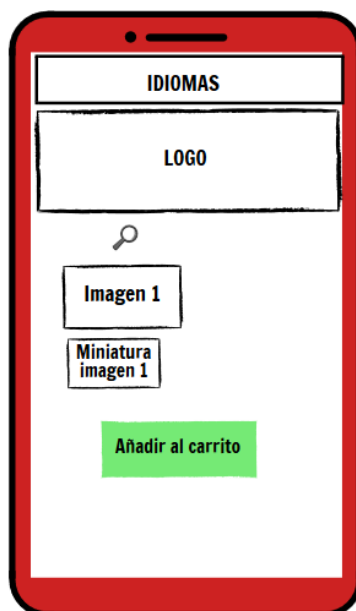 IDIOMAS
LOGO
Imagen 1
Miniatura
imagen 1
Añadir al carrito